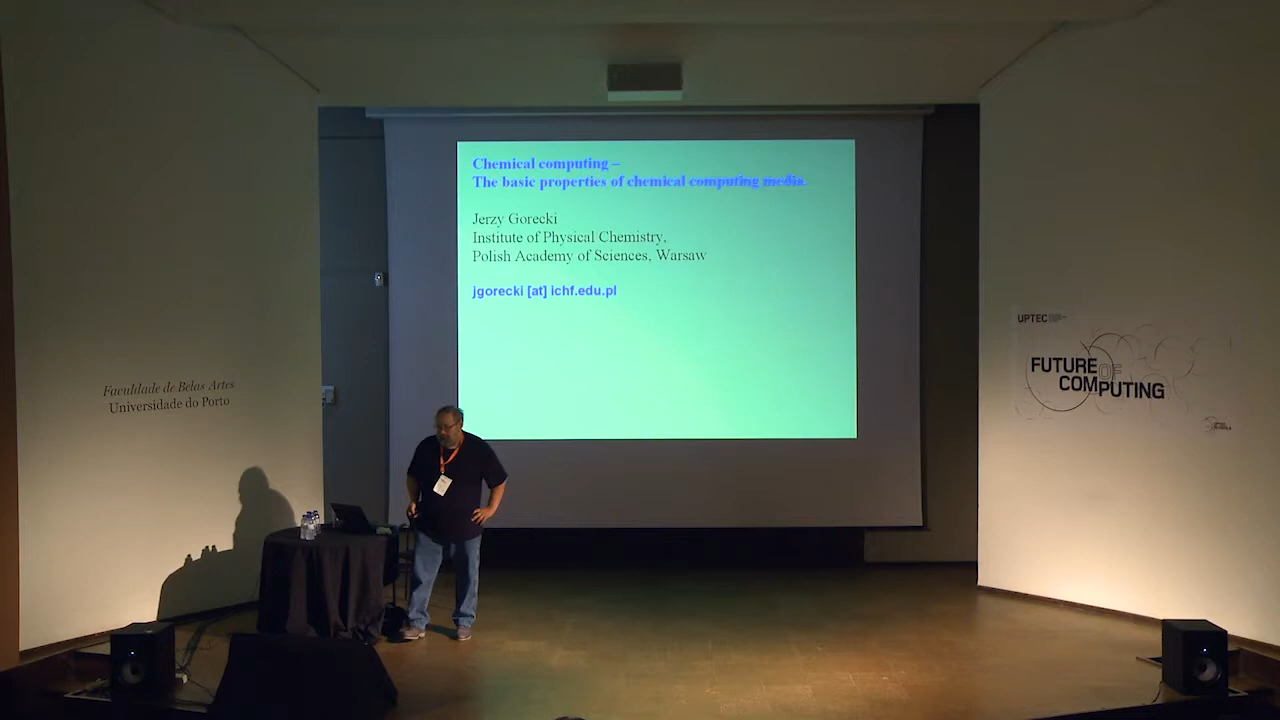 Chemical computing –
The basic properties of chemical computing media.
Jerzy Gorecki
Institute of Physical Chemistry,
Polish Academy of Sciences, Warsaw
jgorecki [at] ichf.edu.pl
Faculdade de Belas Artes
Universidade do Porto
UPTEC
FUTURE OF
COMPUTING